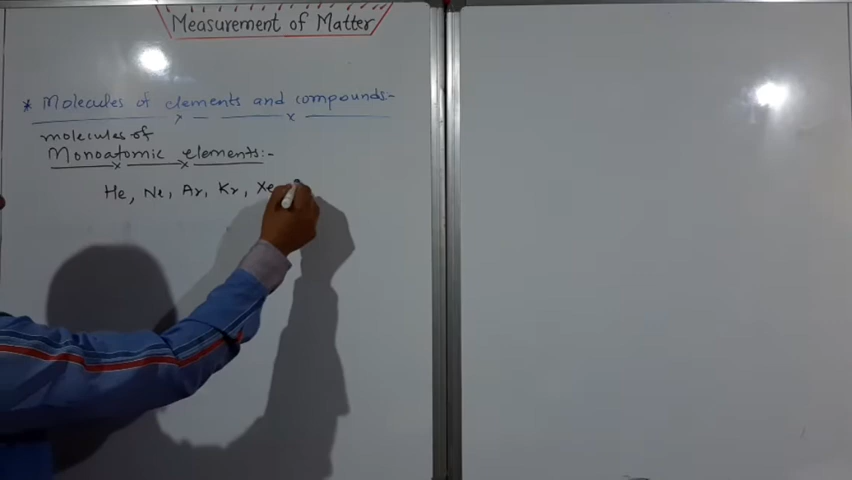 Measurement of Matter
* Molecules of elements and compounds:-
molecules of
Monoatomic elements:-
He, Ne, Ar, Kr, Xe